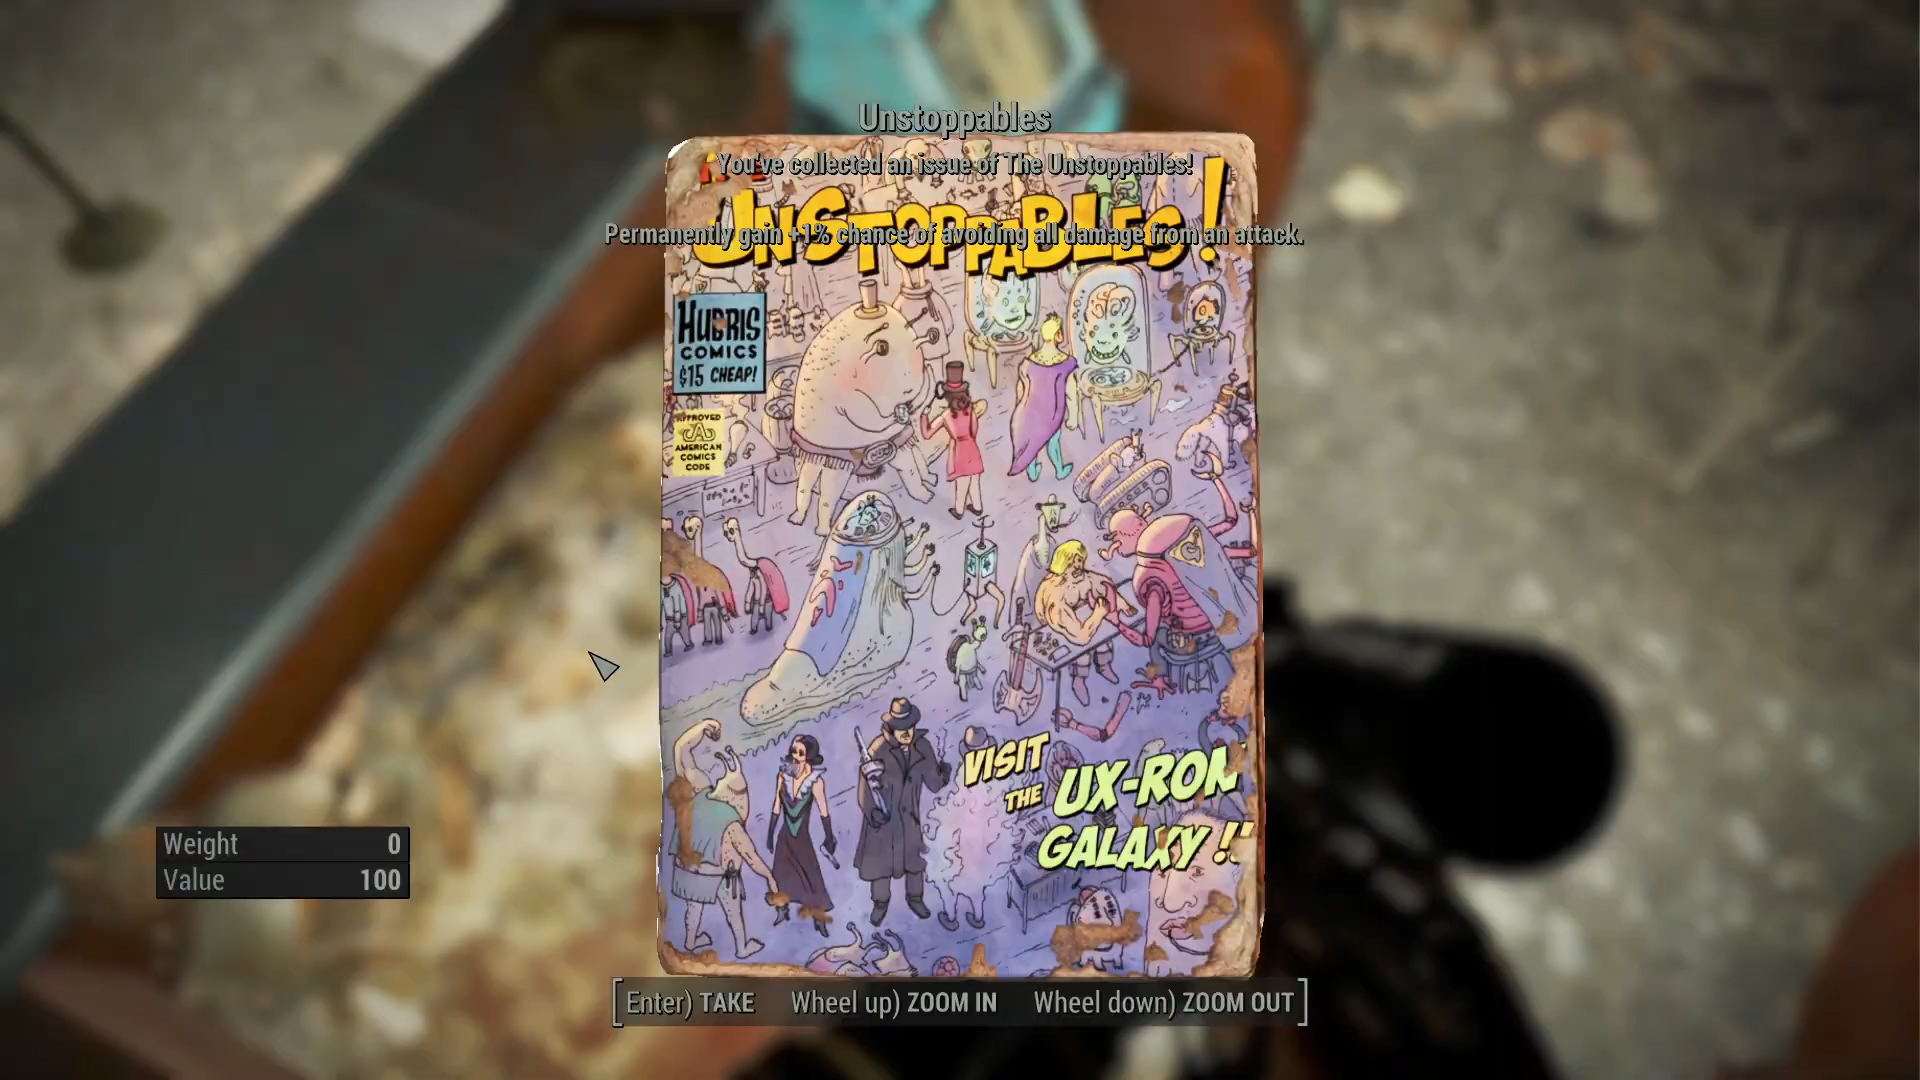 Unstoppables
You've collected an issue of The Unstoppables!
UNSTOPPABLES!
Permanently gain +1% chance of avoiding all damage from an attack.
HUBRIS
COMICS
$15 CHEAP!
APPROVED
A
AMERICAN
COMICS
CODE
VISIT
THE UX-RON
GALAXY!!
Weight 0
Value 100
[Enter) TAKE Wheel up) ZOOM IN Wheel down) ZOOM OUT]